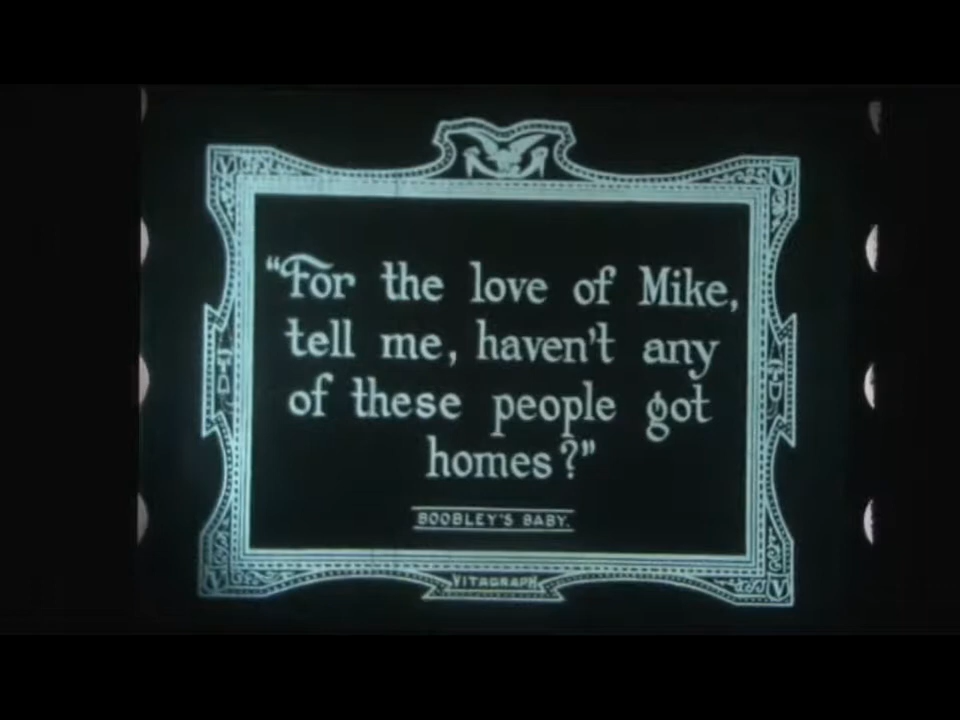 “For the love of Mike,
tell me, haven't any
of these people got
homes?”
BOOBLEY'S BABY.
VITAGRAPH